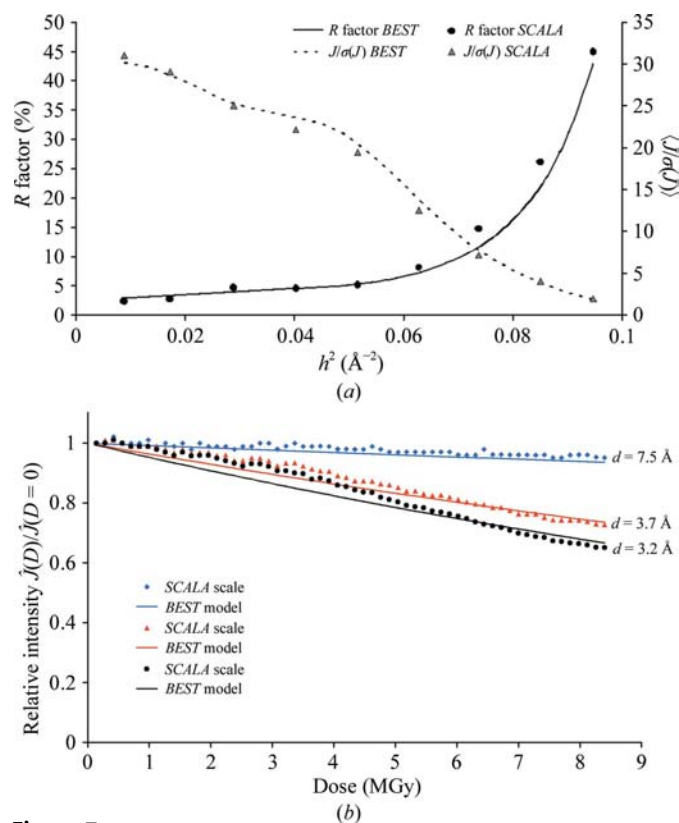 R factor BEST
R factor SCALA
J/σ(J) BEST
J/σ(J) SCALA
50
45
40
35
30
25
20
15
10
5
0
R factor (%)
35
30
25
20
15
10
5
0
⟨J/σ(J)⟩
0
0.02
0.04
0.06
0.08
0.1
h² (Å⁻²)
(a)
1
0.8
0.6
0.4
0.2
0
Relative intensity Ĵ(D)/Ĵ(D = 0)
d = 7.5 Å
d = 3.7 Å
d = 3.2 Å
SCALA scale
BEST model
SCALA scale
BEST model
SCALA scale
BEST model
0 1 2 3 4 5 6 7 8 9
Dose (MGy)
(b)